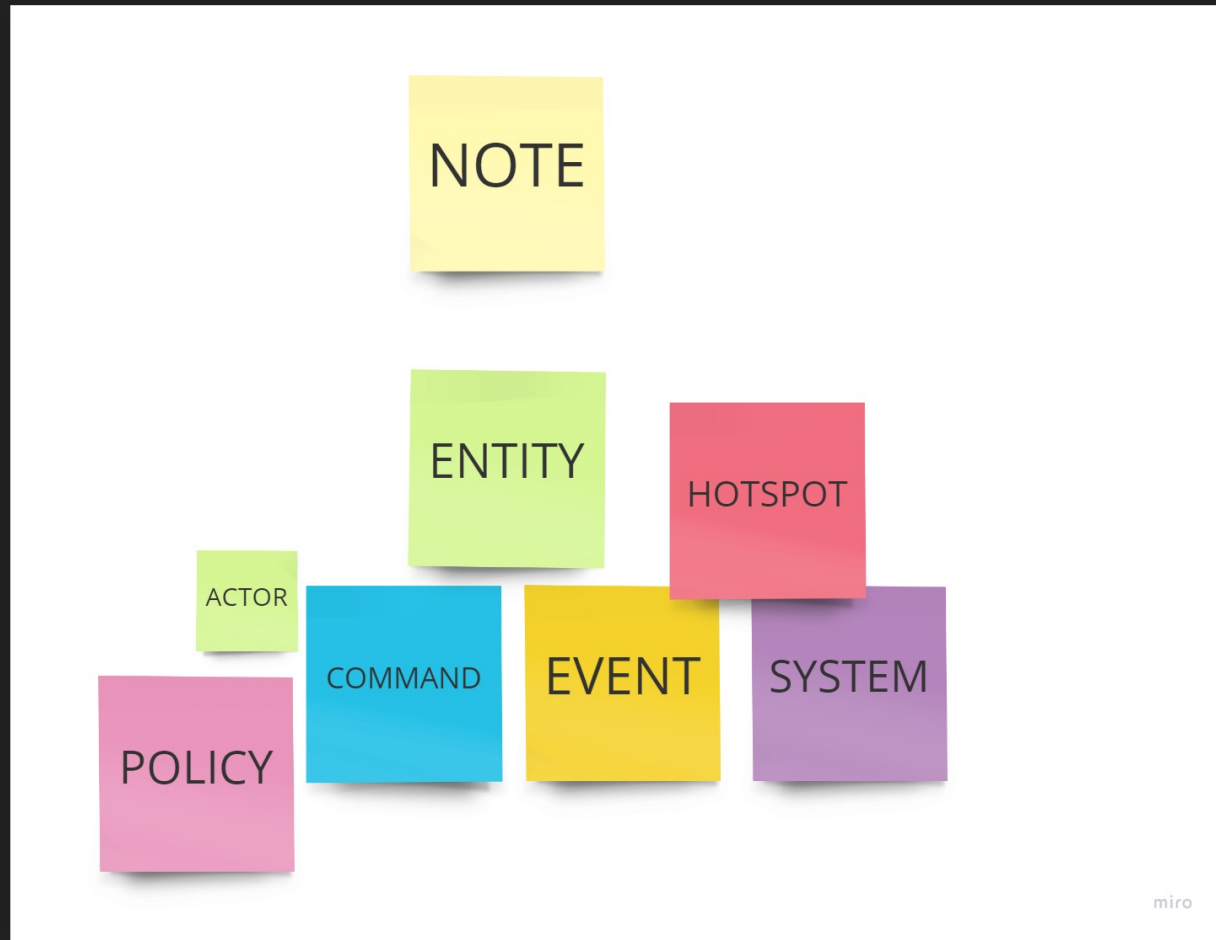 NOTE
ENTITY
HOTSPOT
ACTOR
COMMAND
EVENT
SYSTEM
POLICY
miro